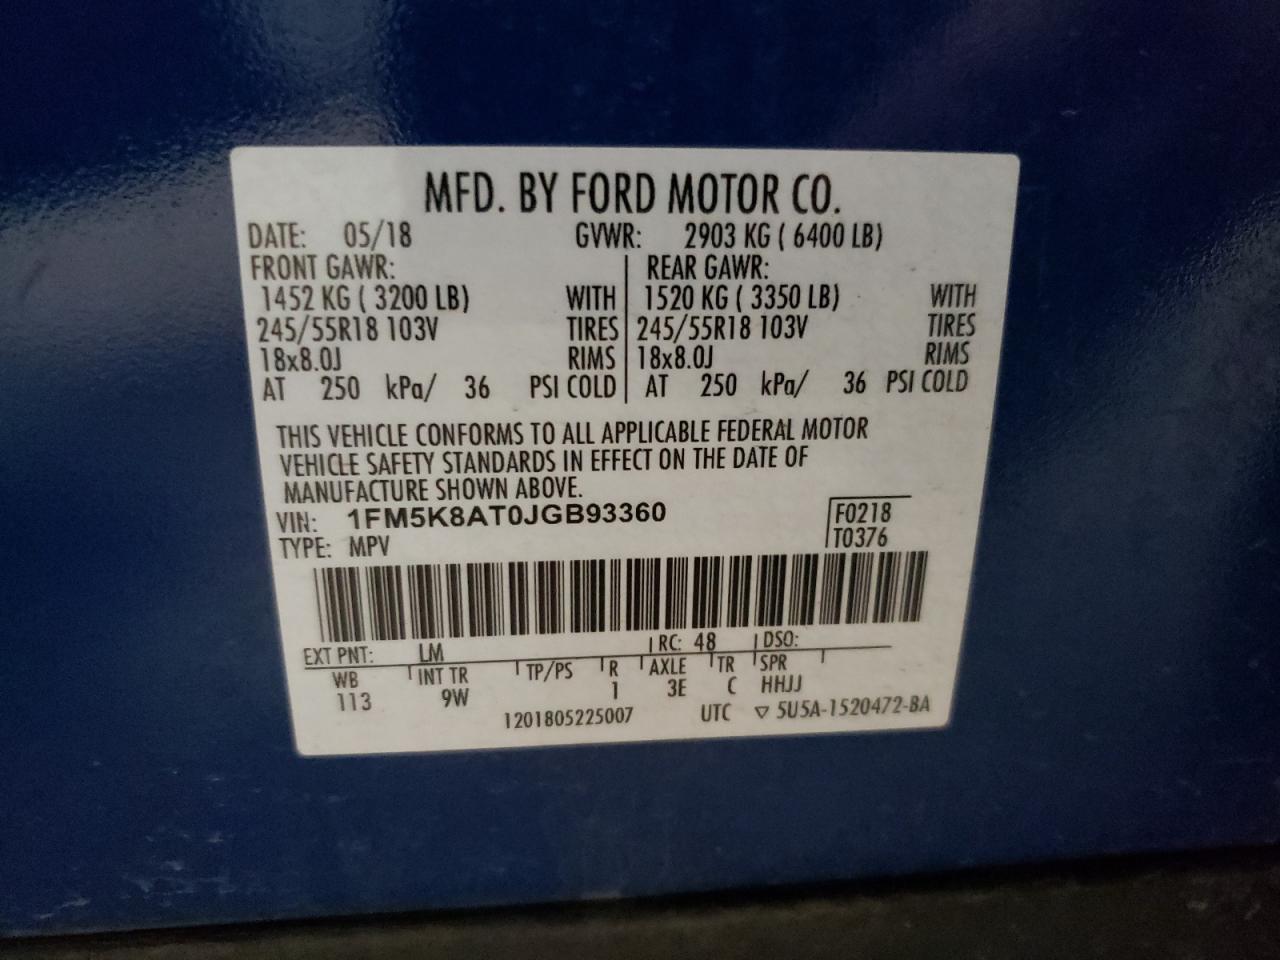 MFD. BY FORD MOTOR CO.
DATE: 05/18 GVWR: 2903 KG ( 6400 LB)
FRONT GAWR: REAR GAWR:
1452 KG ( 3200 LB) WITH 1520 KG ( 3350 LB) WITH
245/55R18 103V TIRES 245/55R18 103V TIRES
18x8.0J RIMS 18x8.0J RIMS
AT 250 kPa/ 36 PSI COLD AT 250 kPa/ 36 PSI COLD
THIS VEHICLE CONFORMS TO ALL APPLICABLE FEDERAL MOTOR
VEHICLE SAFETY STANDARDS IN EFFECT ON THE DATE OF
MANUFACTURE SHOWN ABOVE.
VIN: 1FM5K8AT0JGB93360 F0218
TYPE: MPV T0376
EXT PNT: LM RC: 48 DSO:
WB INT TR TP/PS R AXLE TR SPR
113 9W 1 3E C HHJJ
1201805225007 UTC ▽ 5U5A-1520472-BA